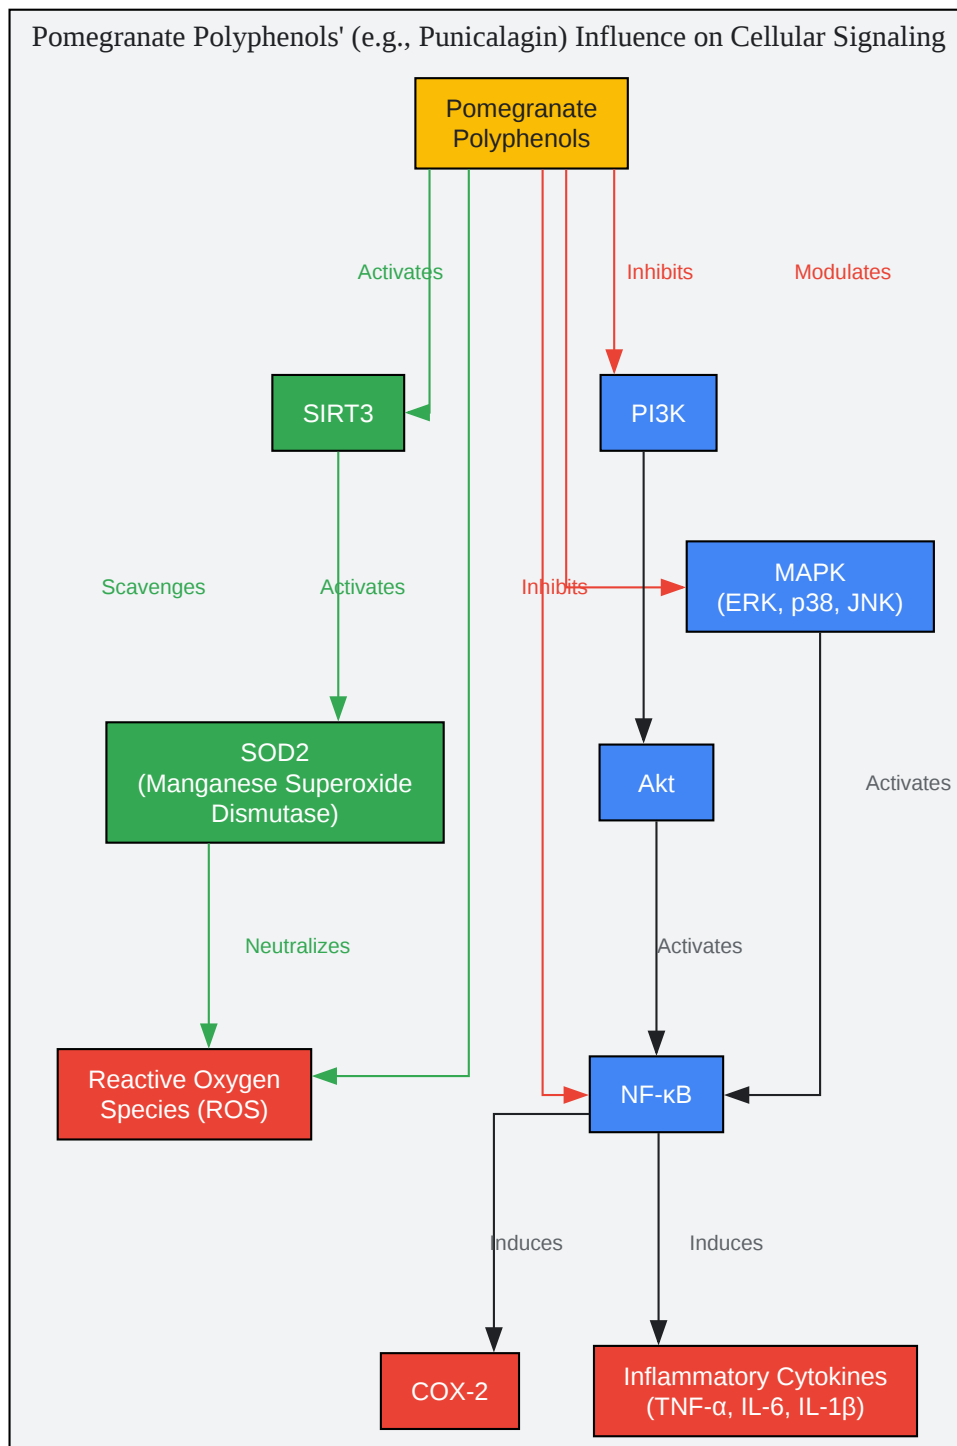 Pomegranate Polyphenols' (e.g., Punicalagin) Influence on Cellular Signaling
Pomegranate
Polyphenols
Activates
Inhibits
Modulates
SIRT3
PI3K
Scavenges
Activates
Inhibits
MAPK
(ERK, p38, JNK)
SOD2
(Manganese Superoxide
Dismutase)
Akt
Activates
Neutralizes
Activates
Reactive Oxygen
Species (ROS)
NF-κB
Induces
Induces
COX-2
Inflammatory Cytokines
(TNF-α, IL-6, IL-1β)